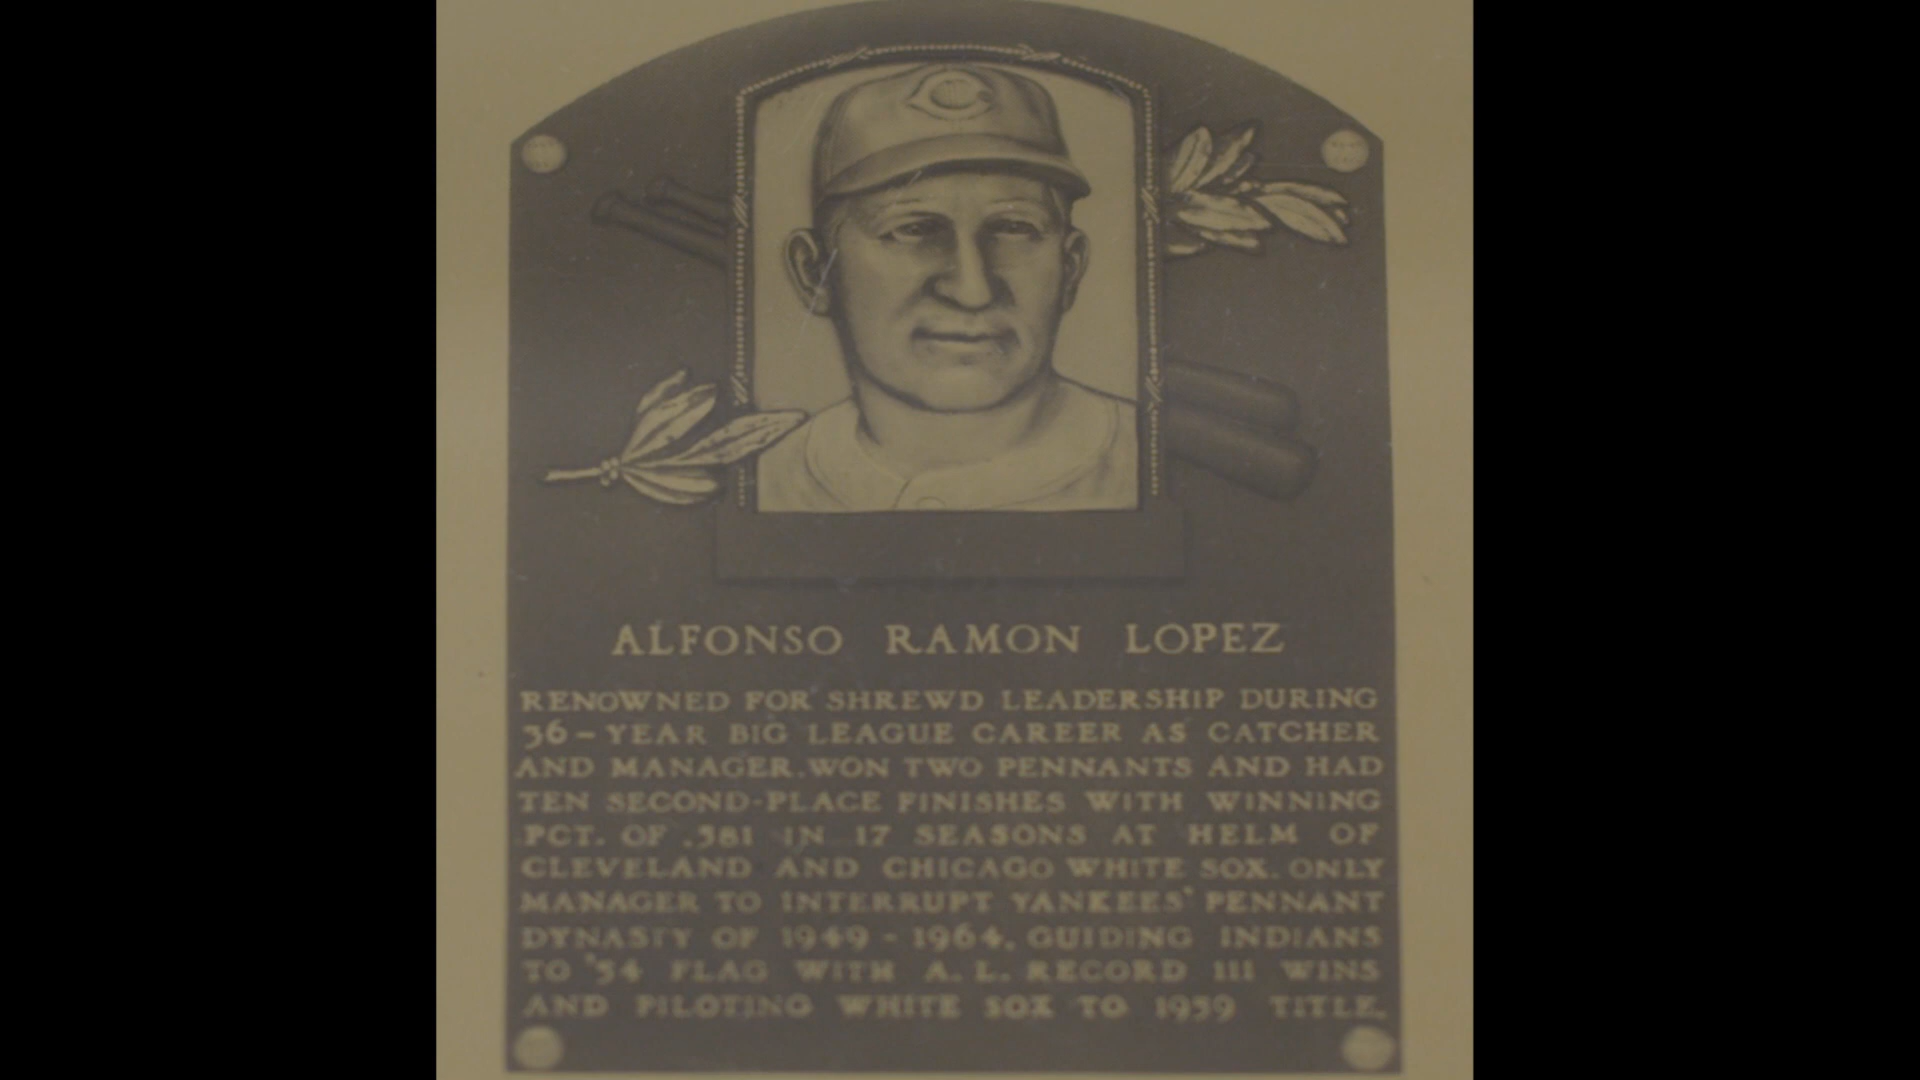 ALFONSO RAMON LOPEZ
RENOWNED FOR SHREWD LEADERSHIP DURING
36-YEAR BIG LEAGUE CAREER AS CATCHER
AND MANAGER. WON TWO PENNANTS AND HAD
TEN SECOND-PLACE FINISHES WITH WINNING
PCT. OF .581 IN 17 SEASONS AT HELM OF
CLEVELAND AND CHICAGO WHITE SOX. ONLY
MANAGER TO INTERRUPT YANKEES' PENNANT
DYNASTY OF 1949-1964, GUIDING INDIANS
TO '54 FLAG WITH A.L. RECORD 111 WINS
AND PILOTING WHITE SOX TO 1959 TITLE.